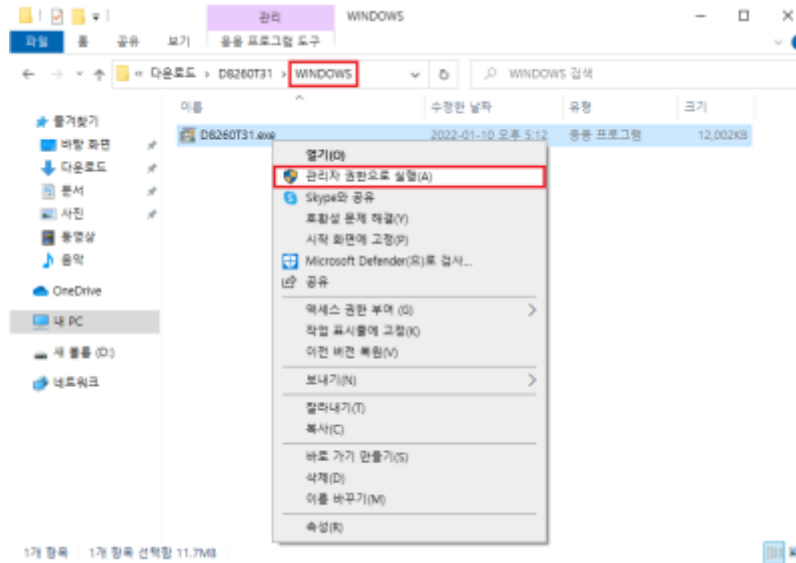 관리
WINDOWS
파일 홈 공유 보기 응용 프로그램 도구
« 다운로드 › D8260T31 › WINDOWS
WINDOWS 검색
이름 수정한 날짜 유형 크기
D8260T31.exe 2022-01-10 오후 5:12 응용 프로그램 12,002KB
즐겨찾기
바탕 화면
다운로드
문서
사진
동영상
음악
OneDrive
내 PC
새 볼륨 (D:)
네트워크
열기(O)
관리자 권한으로 실행(A)
Skype와 공유
호환성 문제 해결(Y)
시작 화면에 고정(P)
Microsoft Defender(으)로 검사...
공유
액세스 권한 부여 (G)
작업 표시줄에 고정(K)
이전 버전 복원(V)
보내기(N)
잘라내기(T)
복사(C)
바로 가기 만들기(S)
삭제(D)
이름 바꾸기(M)
속성(R)
1개 항목 1개 항목 선택함 11.7MB